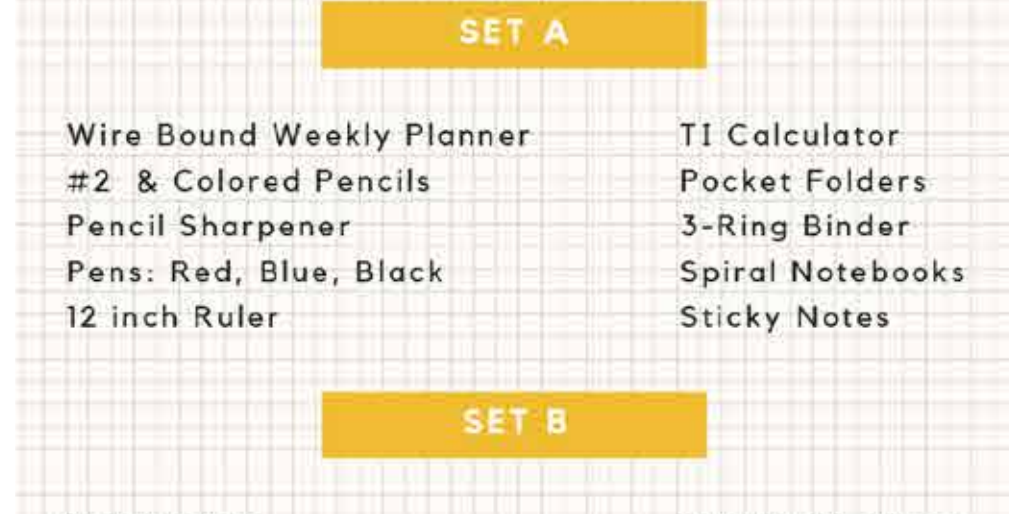 SET A
Wire Bound Weekly Planner
#2 & Colored Pencils
Pencil Sharpener
Pens: Red, Blue, Black
12 inch Ruler
TI Calculator
Pocket Folders
3-Ring Binder
Spiral Notebooks
Sticky Notes
SET B